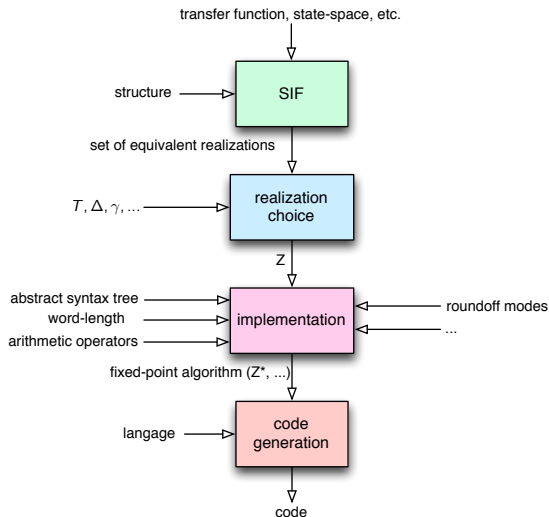 transfer function, state-space, etc.
structure
SIF
set of equivalent realizations
T, Δ, γ, ...
realization
choice
Z
abstract syntax tree
word-length
arithmetic operators
implementation
roundoff modes
...
fixed-point algorithm (Z*, ...)
langage
code
generation
code